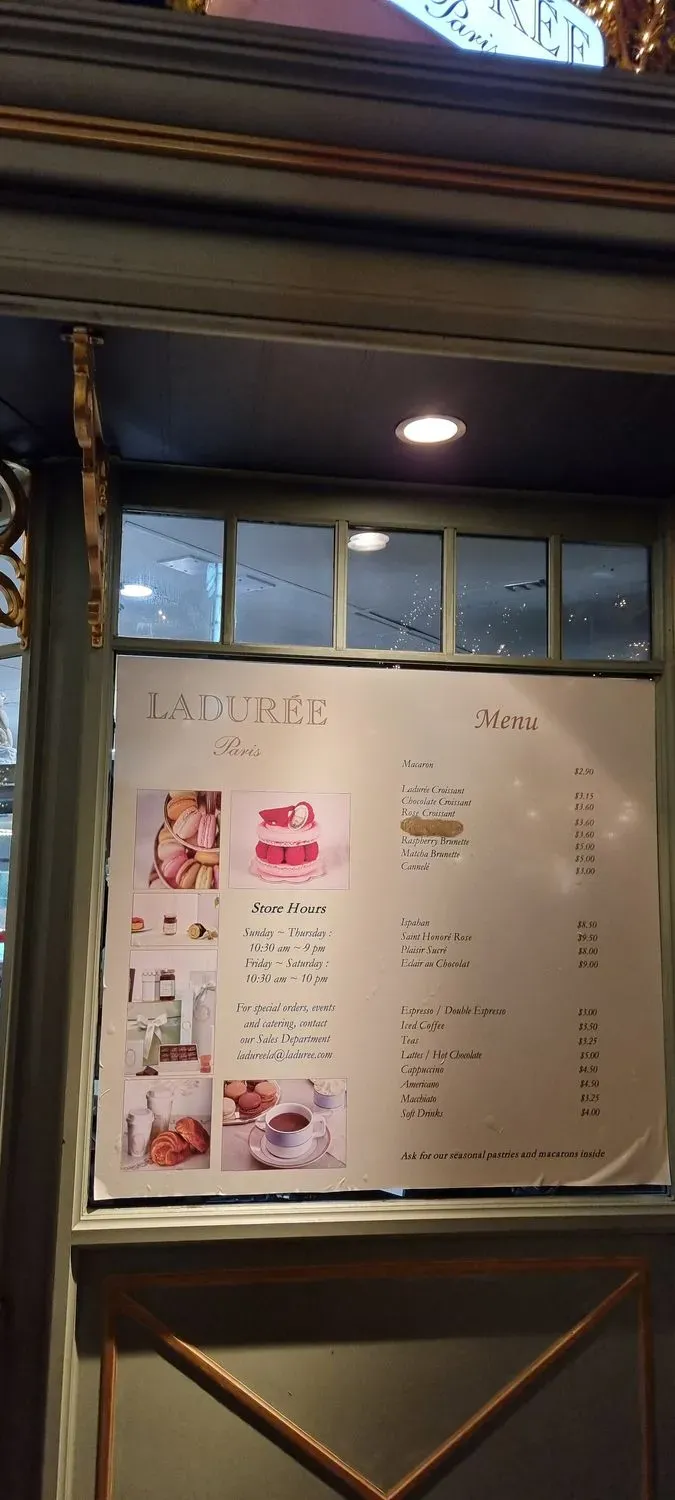 RÉE
Paris
LADURÉE
Paris
Menu
Macaron $2.90
Ladurée Croissant $3.15
Chocolate Croissant $3.60
Rose Croissant $3.60
$3.60
Raspberry Brunette $5.00
Matcha Brunette $5.00
Cannelé $3.00
Ispahan $8.50
Saint Honoré Rose $9.50
Plaisir Sucré $8.00
Eclair au Chocolat $9.00
Espresso / Double Espresso $3.00
Iced Coffee $3.50
Teas $3.25
Lattes / Hot Chocolate $5.00
Cappuccino $4.50
Americano $4.50
Macchiato $3.25
Soft Drinks $4.00
Ask for our seasonal pastries and macarons inside
Store Hours
Sunday ~ Thursday :
10:30 am ~ 9 pm
Friday ~ Saturday :
10:30 am ~ 10 pm
For special orders, events
and catering, contact
our Sales Department
ladureela@laduree.com